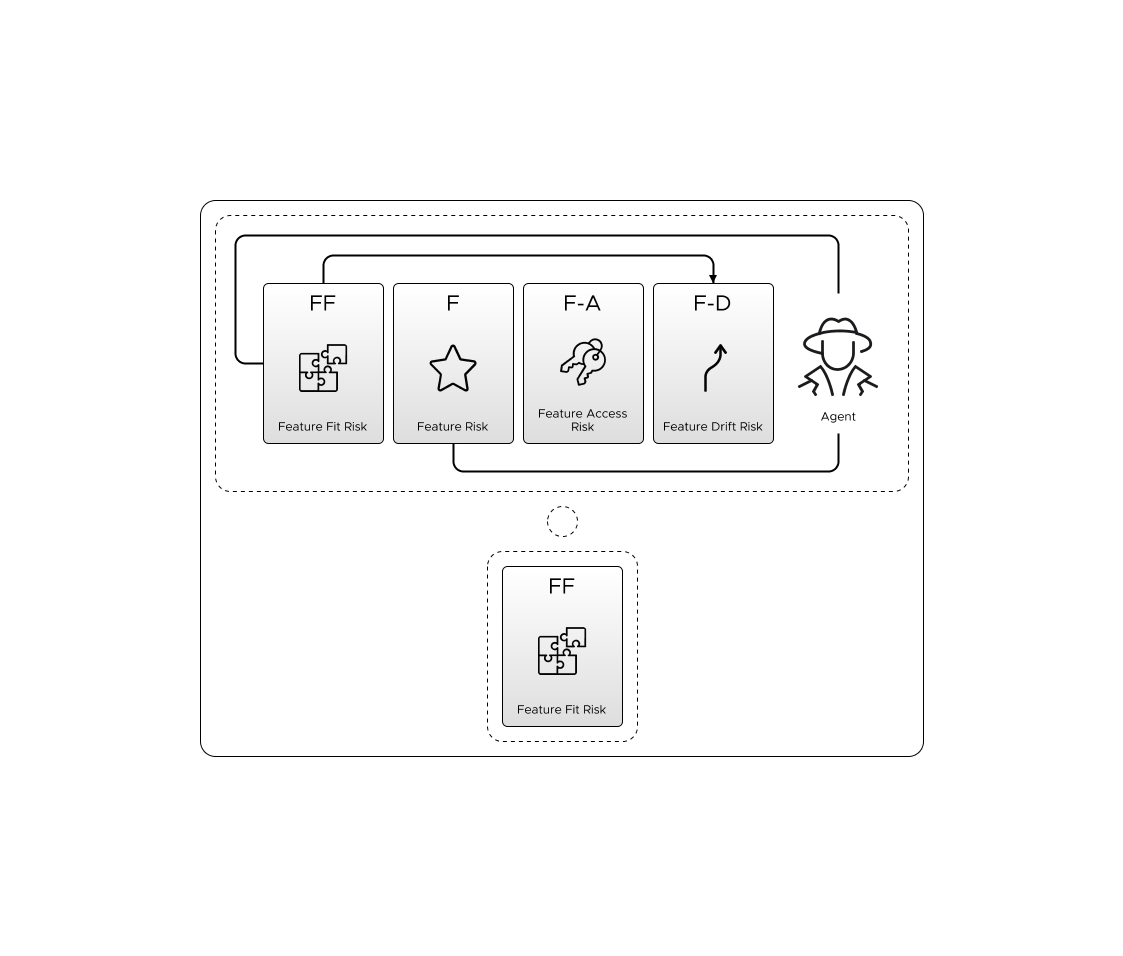 FF
F
F-A
F-D
Feature Fit Risk
Feature Risk
Feature Access
Risk
Feature Drift Risk
Agent
FF
Feature Fit Risk